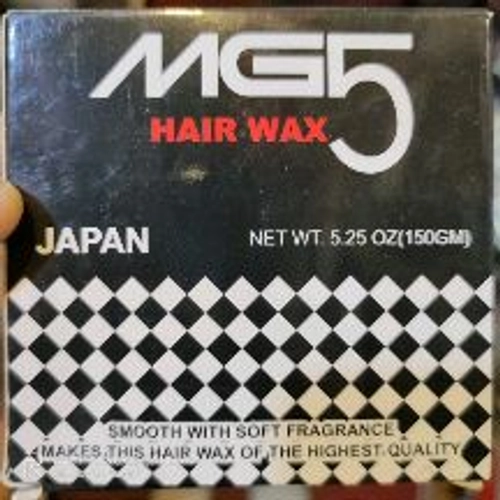 MG5
HAIR WAX
JAPAN
NET WT. 5.25 OZ(150GM)
SMOOTH WITH SOFT FRAGRANCE
MAKES THIS HAIR WAX OF THE HIGHEST QUALITY